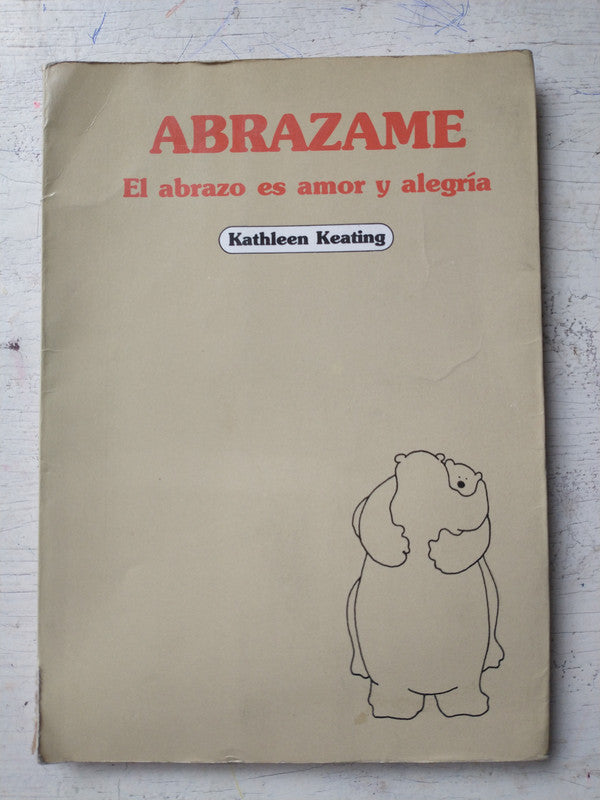 ABRAZAME
El abrazo es amor y alegría
Kathleen Keating